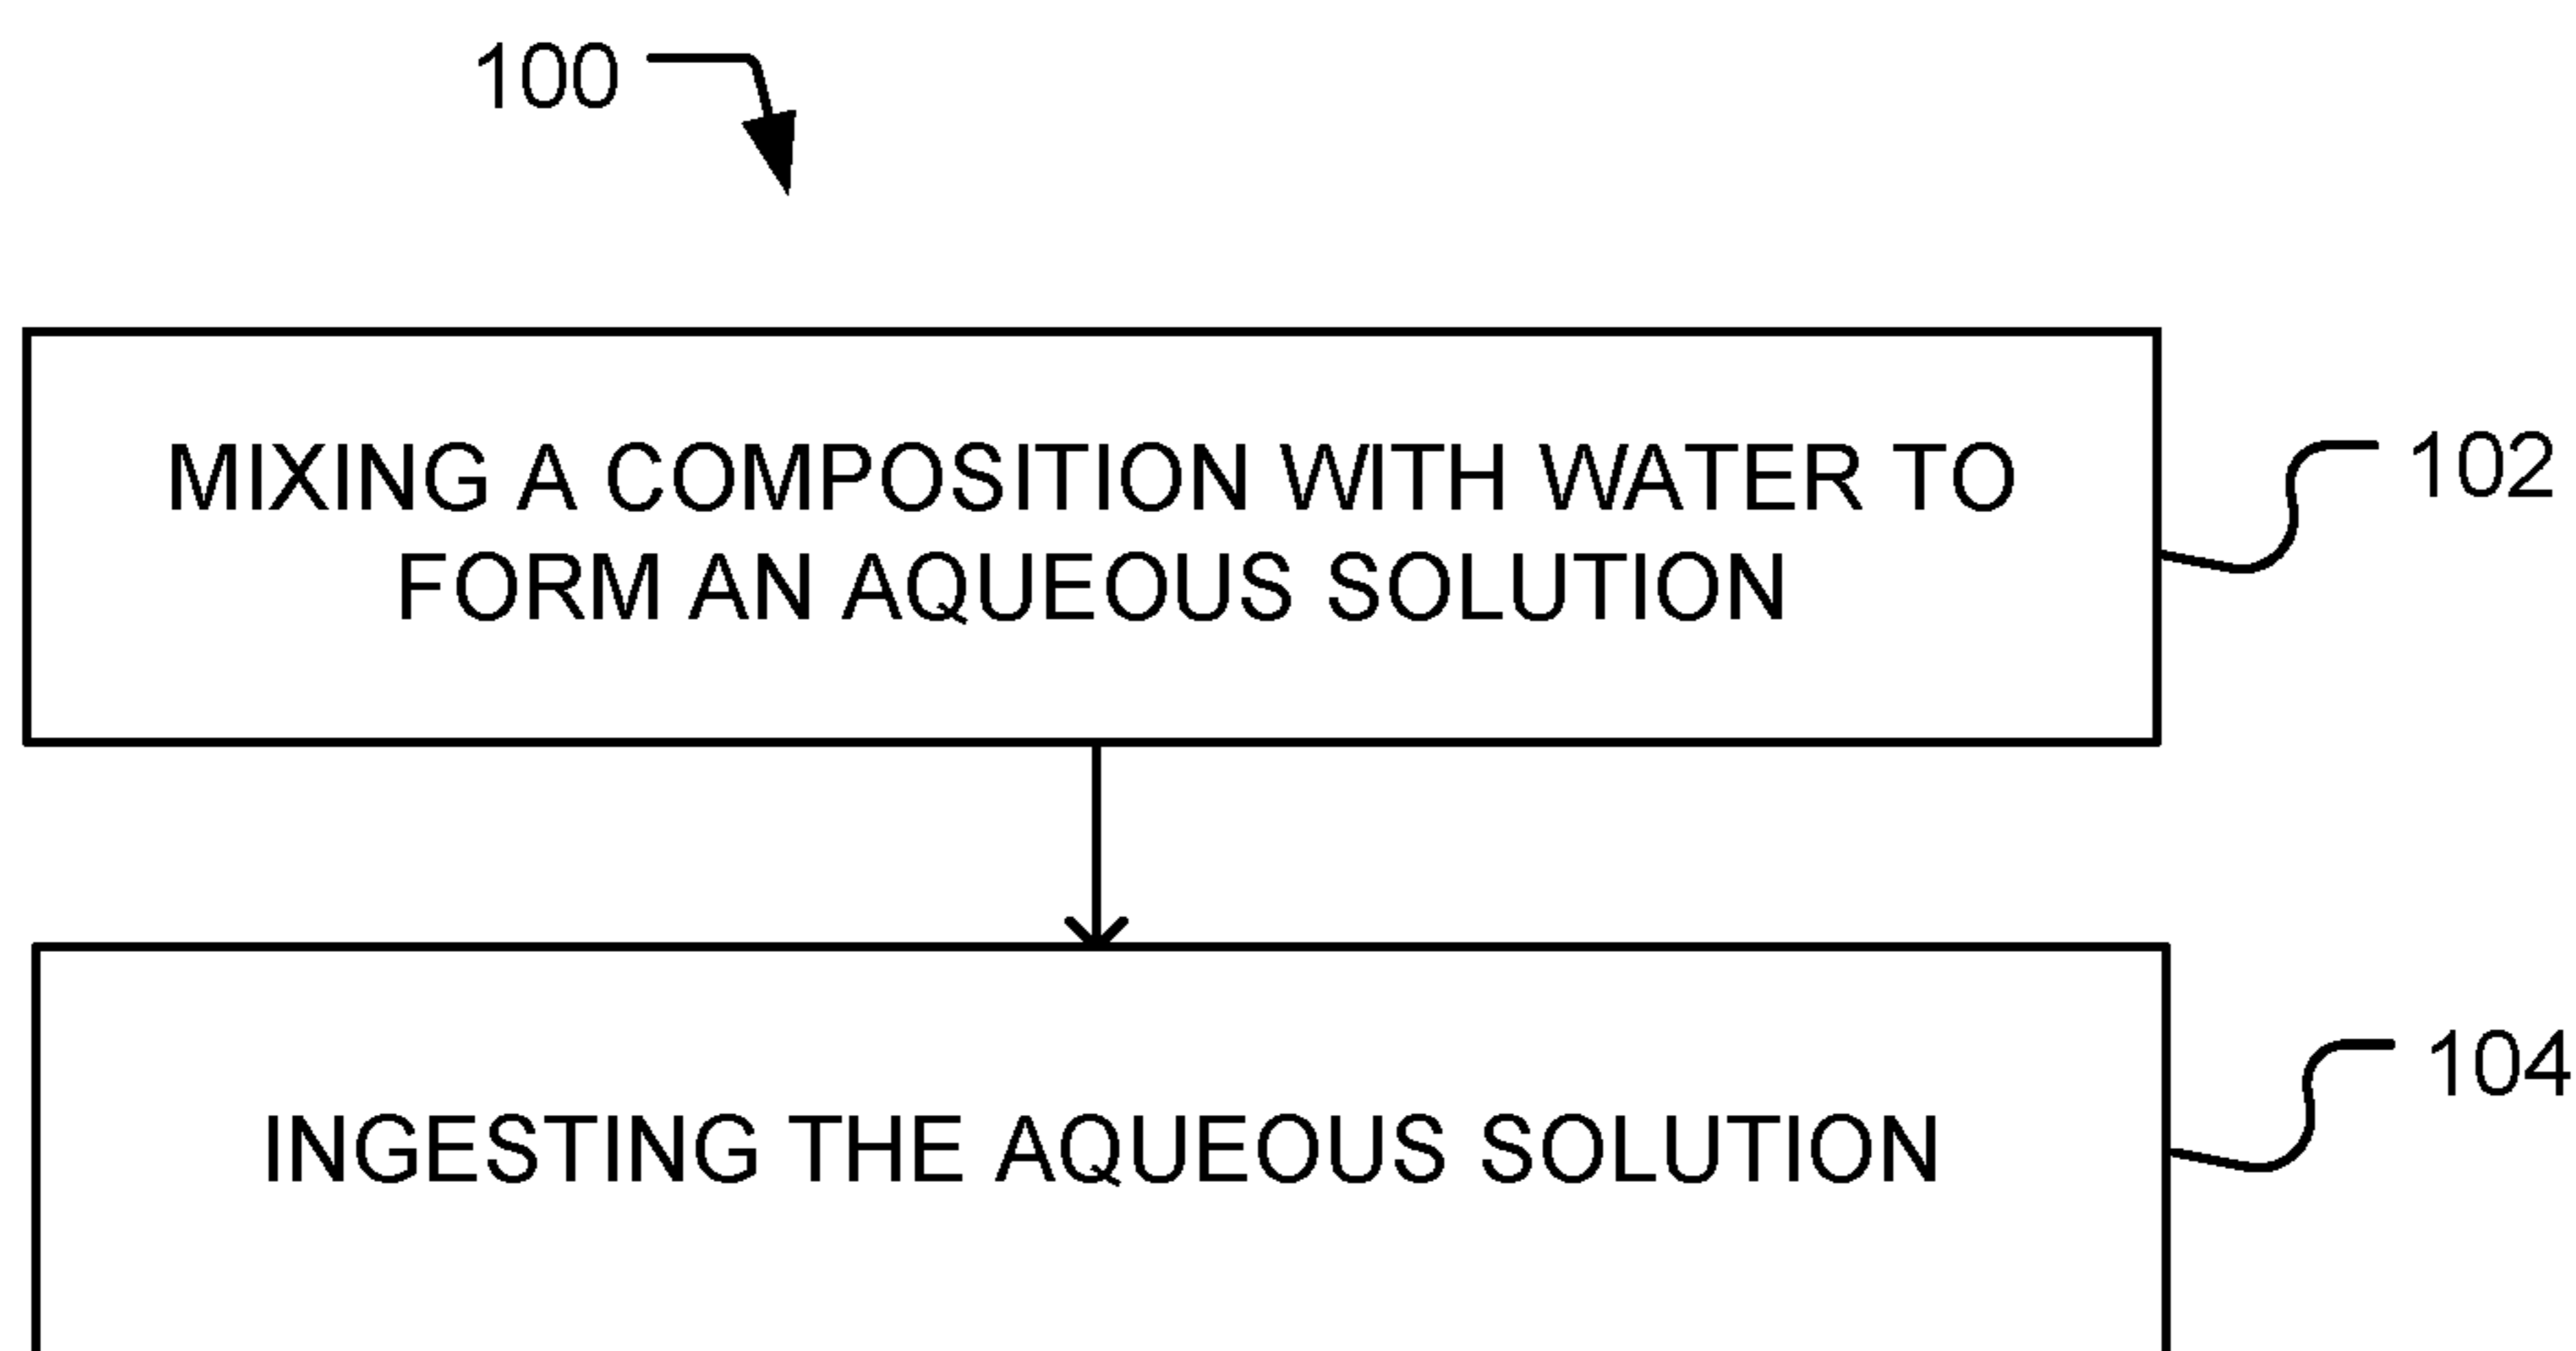 100
MIXING A COMPOSITION WITH WATER TO
FORM AN AQUEOUS SOLUTION
102
INGESTING THE AQUEOUS SOLUTION
104